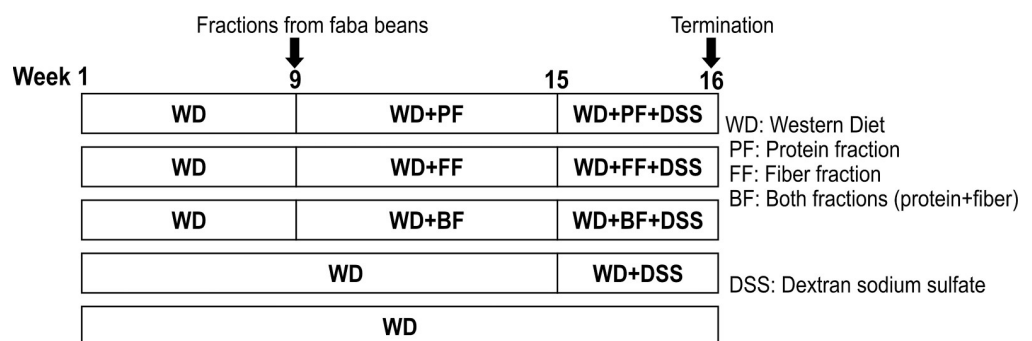 Fractions from faba beans Termination
Week 1 9 15 16
WD WD+PF WD+PF+DSS
WD: Western Diet
PF: Protein fraction
WD WD+FF WD+FF+DSS
FF: Fiber fraction
BF: Both fractions (protein+fiber)
WD WD+BF WD+BF+DSS
WD WD+DSS
DSS: Dextran sodium sulfate
WD